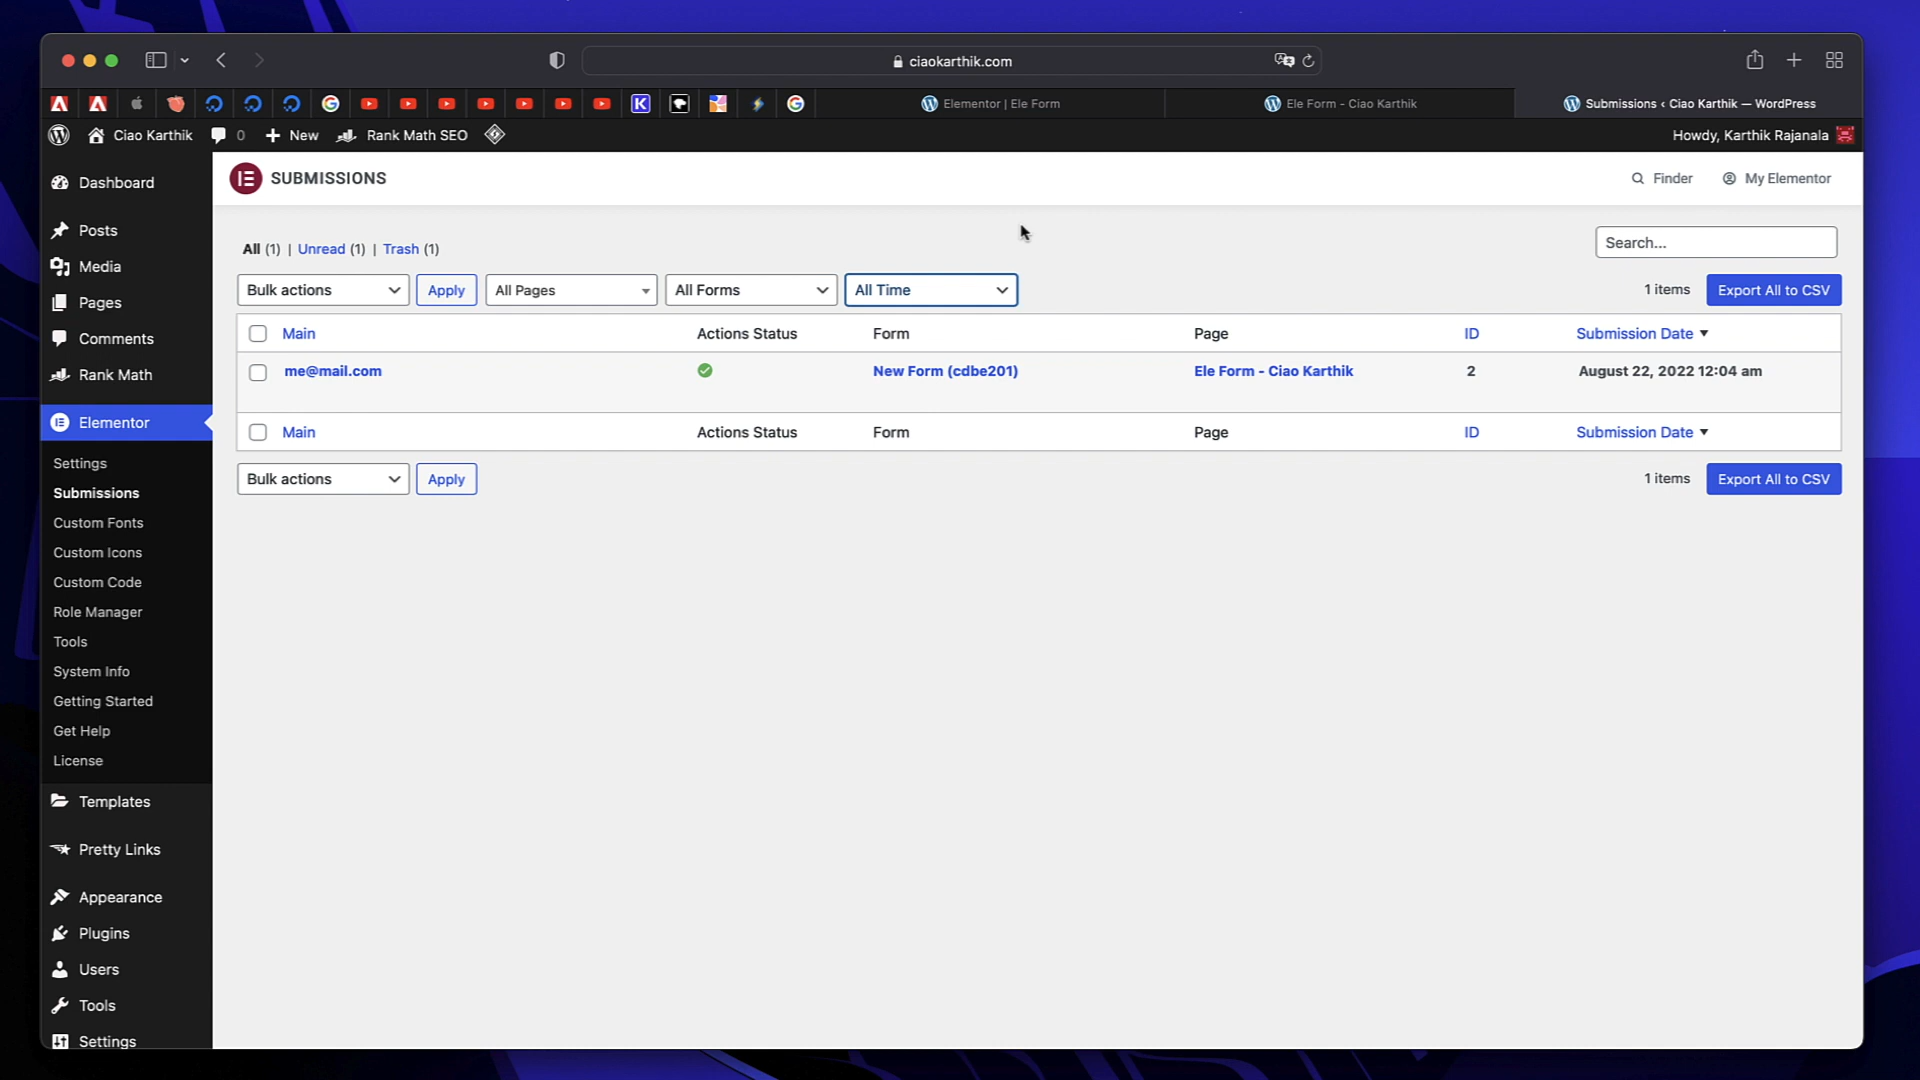 ciaokarthik.com
Elementor | Ele Form
Ele Form - Ciao Karthik
Submissions ‹ Ciao Karthik — WordPress
Ciao Karthik
0
New
Rank Math SEO
Howdy, Karthik Rajanala
Dashboard
Posts
Media
Pages
Comments
Rank Math
Elementor
Settings
Submissions
Custom Fonts
Custom Icons
Custom Code
Role Manager
Tools
System Info
Getting Started
Get Help
License
Templates
Pretty Links
Appearance
Plugins
Users
Tools
Settings
SUBMISSIONS
Finder
My Elementor
All (1) | Unread (1) | Trash (1)
Search...
Bulk actions
Apply
All Pages
All Forms
All Time
1 items
Export All to CSV
Main
Actions Status
Form
Page
ID
Submission Date
me@mail.com
New Form (cdbe201)
Ele Form - Ciao Karthik
2
August 22, 2022 12:04 am
Main
Actions Status
Form
Page
ID
Submission Date
Bulk actions
Apply
1 items
Export All to CSV